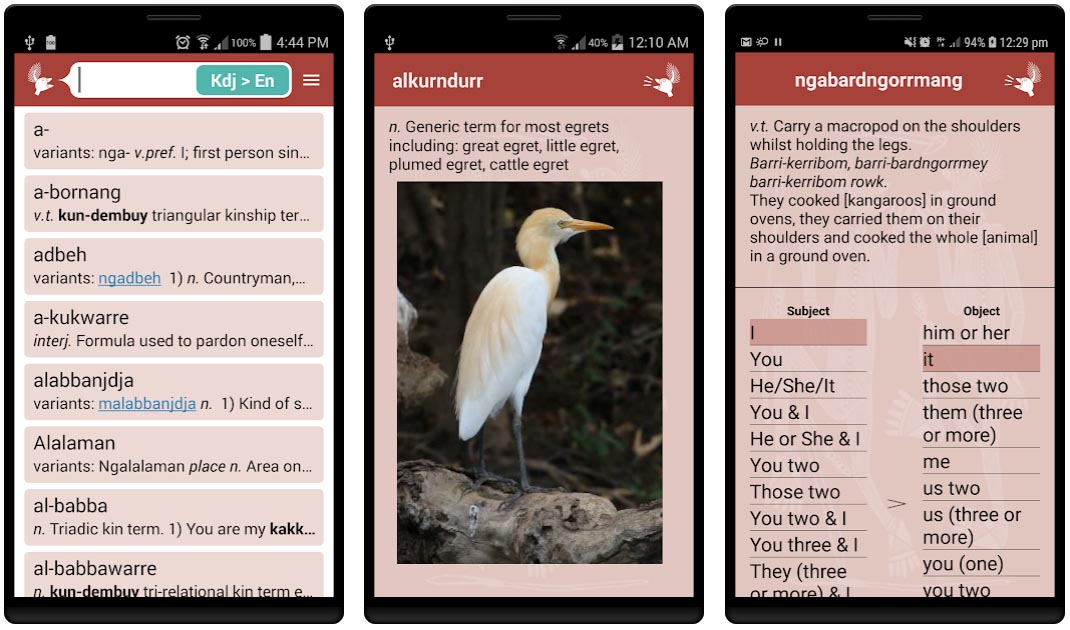 100% 4:44 PM
Kdj > En
a-
variants: nga- v.pref. I; first person sin...
a-bornang
v.t. kun-dembuy triangular kinship ter...
adbeh
variants: ngadbeh 1) n. Countryman,...
a-kukwarre
interj. Formula used to pardon oneself...
alabbanjdja
variants: malabbanjdja n. 1) Kind of s...
Alalaman
variants: Ngalalaman place n. Area on...
al-babba
n. Triadic kin term. 1) You are my kakk...
al-babbawarre
n. kun-dembuy tri-relational kin term e...
40% 12:10 AM
alkurndurr
n. Generic term for most egrets
including: great egret, little egret,
plumed egret, cattle egret
94% 12:29 pm
ngabardngorrmang
v.t. Carry a macropod on the shoulders
whilst holding the legs.
Barri-kerribom, barri-bardngorrmey
barri-kerribom rowk.
They cooked [kangaroos] in ground
ovens, they carried them on their
shoulders and cooked the whole [animal]
in a ground oven.
Subject
I
You
He/She/It
You & I
He or She & I
You two
Those two
You two & I
You three & I
They (three
or more) & I
>
Object
him or her
it
those two
them (three
or more)
me
us two
us (three or
more)
you (one)
you two